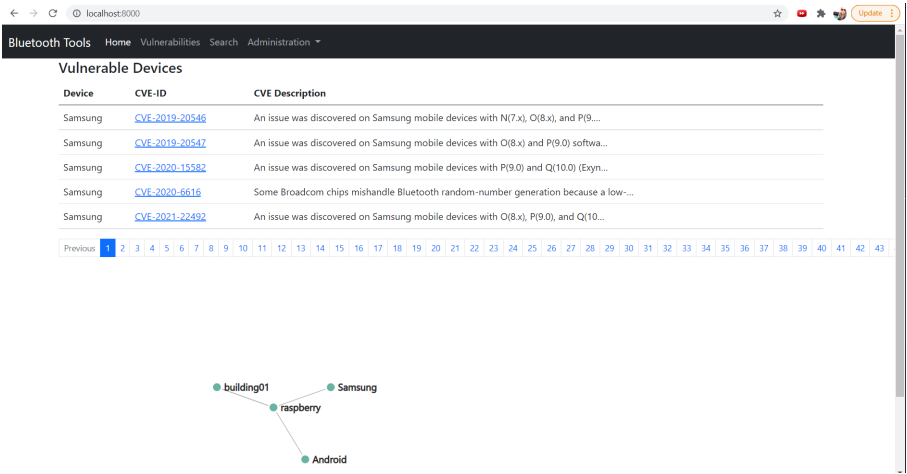 localhost:8000
Update
Bluetooth Tools Home Vulnerabilities Search Administration
Vulnerable Devices
Device CVE-ID CVE Description
Samsung CVE-2019-20546 An issue was discovered on Samsung mobile devices with N(7.x), O(8.x), and P(9....
Samsung CVE-2019-20547 An issue was discovered on Samsung mobile devices with O(8.x) and P(9.0) softwa...
Samsung CVE-2020-15582 An issue was discovered on Samsung mobile devices with P(9.0) and Q(10.0) (Exyn...
Samsung CVE-2020-6616 Some Broadcom chips mishandle Bluetooth random-number generation because a low-...
Samsung CVE-2021-22492 An issue was discovered on Samsung mobile devices with O(8.x), P(9.0), and Q(10...
Previous 1 2 3 4 5 6 7 8 9 10 11 12 13 14 15 16 17 18 19 20 21 22 23 24 25 26 27 28 29 30 31 32 33 34 35 36 37 38 39 40 41 42 43
building01 Samsung
raspberry
Android